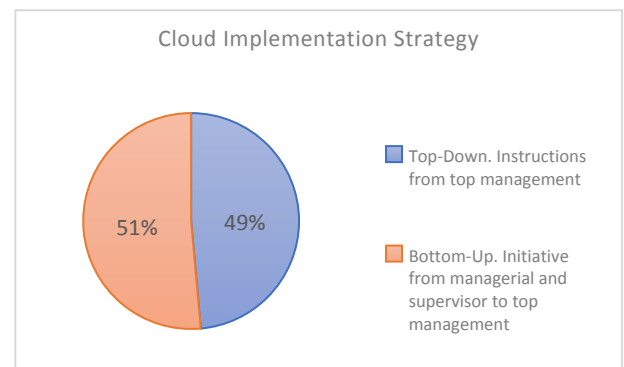 Cloud Implementation Strategy
51%
49%
Top-Down. Instructions
from top management
Bottom-Up. Initiative
from managerial and
supervisor to top
management